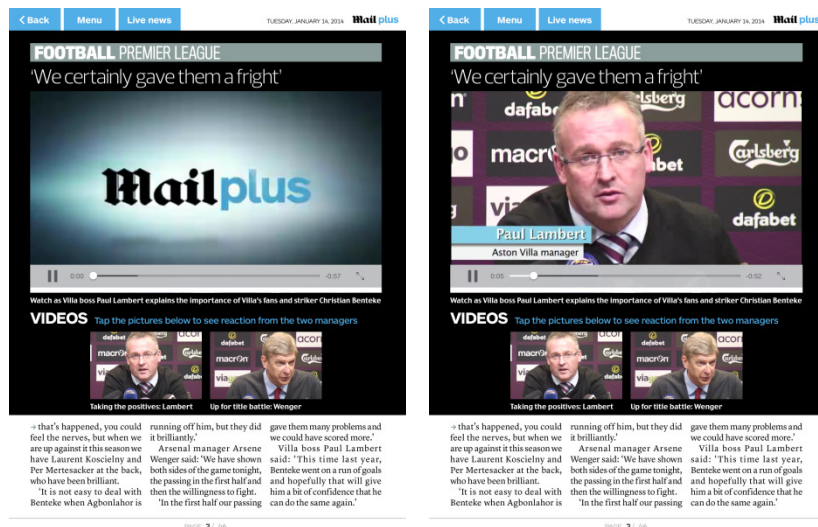 Back Menu Live news TUESDAY, JANUARY 14, 2014 Mail plus
FOOTBALL PREMIER LEAGUE
'We certainly gave them a fright'
Mail plus
0:00 -0:57
Watch as Villa boss Paul Lambert explains the importance of Villa's fans and striker Christian Benteke
VIDEOS Tap the pictures below to see reaction from the two managers
macron
Taking the positives: Lambert
macron
via
Up for title battle: Wenger
that's happened, you could
feel the nerves, but when we
are up against it this season we
have Laurent Koscielny and
Per Mertesacker at the back,
who have been brilliant.
'It is not easy to deal with
Benteke when Agbonlahor is
running off him, but they did
it brilliantly.'
Arsenal manager Arsene
Wenger said: 'We have shown
both sides of the game tonight,
the passing in the first half and
then the willingness to fight.
'In the first half our passing
gave them many problems and
we could have scored more.'
Villa boss Paul Lambert
said: 'This time last year,
Benteke went on a run of goals
and hopefully that will give
him a bit of confidence that he
can do the same again.'
Back Menu Live news TUESDAY, JANUARY 14, 2014 Mail plus
FOOTBALL PREMIER LEAGUE
'We certainly gave them a fright'
dafabet
Carlsberg
acorn
macr
abet
Carlsberg
via
dafabet
Paul Lambert
Aston Villa manager
0:05 -0:52
Watch as Villa boss Paul Lambert explains the importance of Villa's fans and striker Christian Benteke
VIDEOS Tap the pictures below to see reaction from the two managers
macron
Taking the positives: Lambert
macron
via
Up for title battle: Wenger
that's happened, you could
feel the nerves, but when we
are up against it this season we
have Laurent Koscielny and
Per Mertesacker at the back,
who have been brilliant.
'It is not easy to deal with
Benteke when Agbonlahor is
running off him, but they did
it brilliantly.'
Arsenal manager Arsene
Wenger said: 'We have shown
both sides of the game tonight,
the passing in the first half and
then the willingness to fight.
'In the first half our passing
gave them many problems and
we could have scored more.'
Villa boss Paul Lambert
said: 'This time last year,
Benteke went on a run of goals
and hopefully that will give
him a bit of confidence that he
can do the same again.'